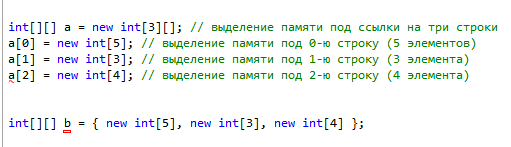 int[][] a = new int[3][]; // выделение памяти под ссылки на три строки
a[0] = new int[5]; // выделение памяти под 0-ю строку (5 элементов)
a[1] = new int[3]; // выделение памяти под 1-ю строку (3 элемента)
a[2] = new int[4]; // выделение памяти под 2-ю строку (4 элемента)
int[][] b = { new int[5], new int[3], new int[4] };